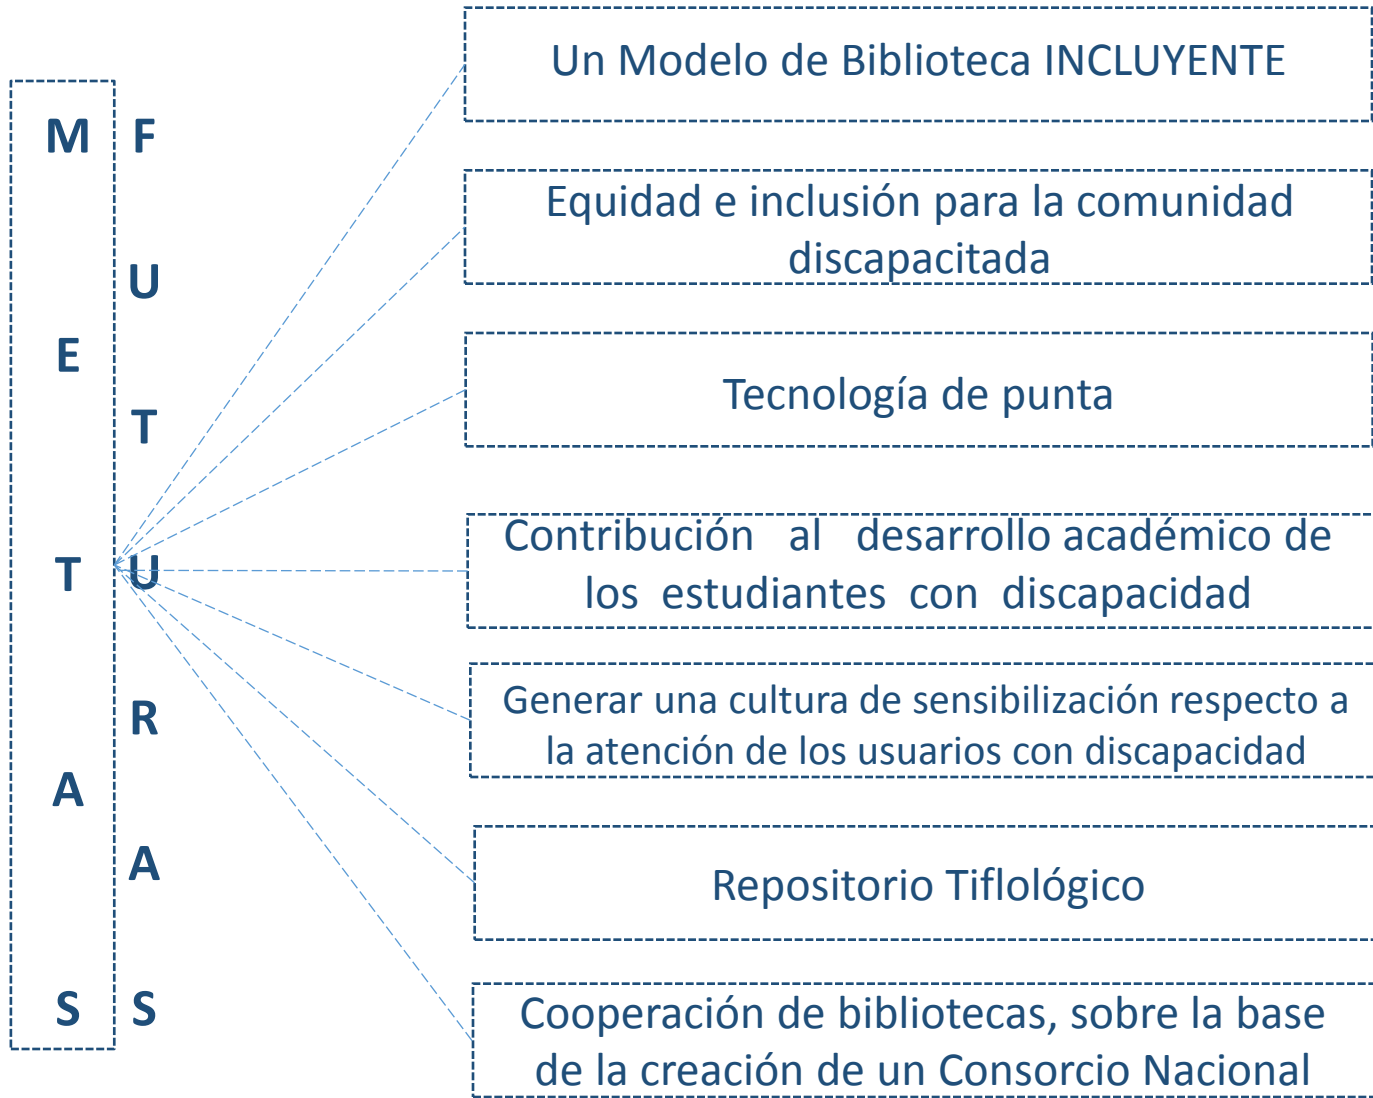 METAS
FUTURAS
Un Modelo de Biblioteca INCLUYENTE
Equidad e inclusión para la comunidad
discapacitada
Tecnología de punta
Contribución al desarrollo académico de
los estudiantes con discapacidad
Generar una cultura de sensibilización respecto a
la atención de los usuarios con discapacidad
Repositorio Tiflológico
Cooperación de bibliotecas, sobre la base
de la creación de un Consorcio Nacional